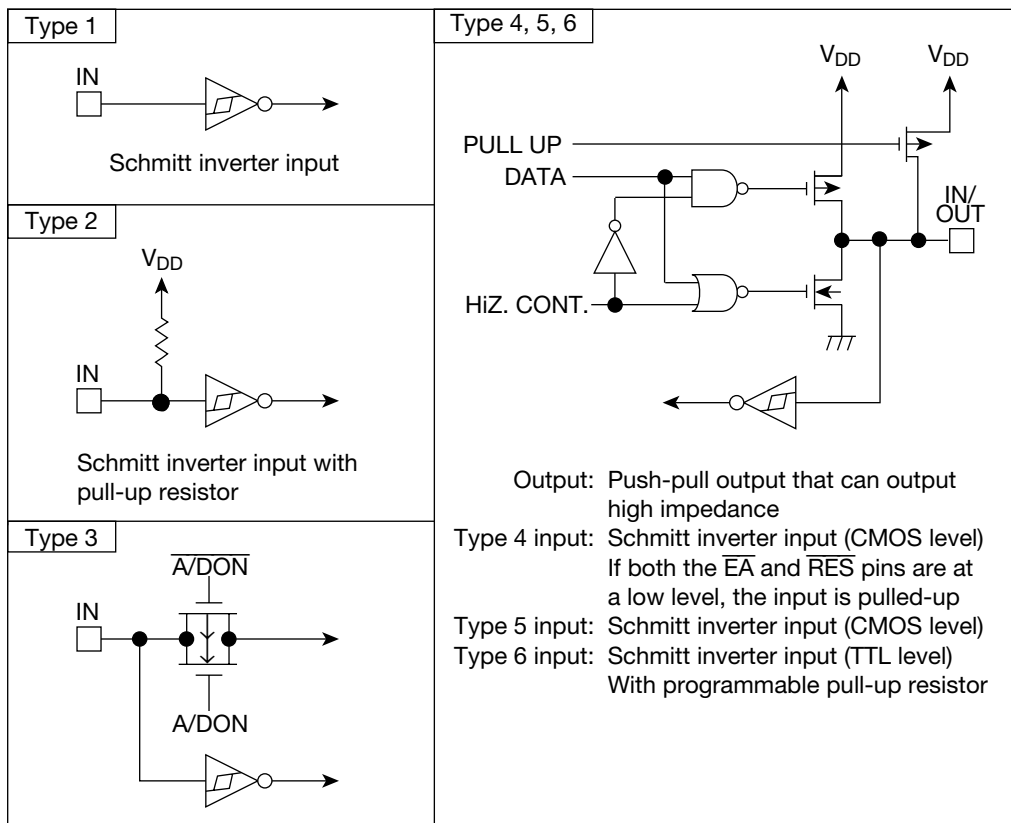 Type 1
IN
Schmitt inverter input
Type 2
VDD
IN
Schmitt inverter input with
pull-up resistor
Type 3
A/DON
IN
A/DON
Type 4, 5, 6
VDD VDD
PULL UP
DATA
IN/
OUT
HiZ. CONT.
Output: Push-pull output that can output
high impedance
Type 4 input: Schmitt inverter input (CMOS level)
If both the EA and RES pins are at
a low level, the input is pulled-up
Type 5 input: Schmitt inverter input (CMOS level)
Type 6 input: Schmitt inverter input (TTL level)
With programmable pull-up resistor